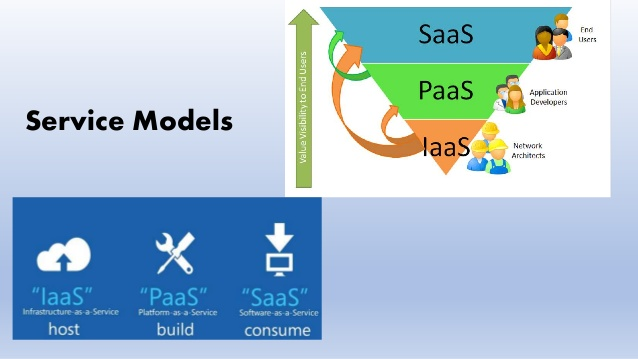 Service Models
Value Visibility to End Users
SaaS
End
Users
PaaS
Application
Developers
IaaS
Network
Architects
“IaaS”
Infrastructure-as-a-Service
host
“PaaS”
Platform-as-a-Service
build
“SaaS”
Software-as-a-Service
consume